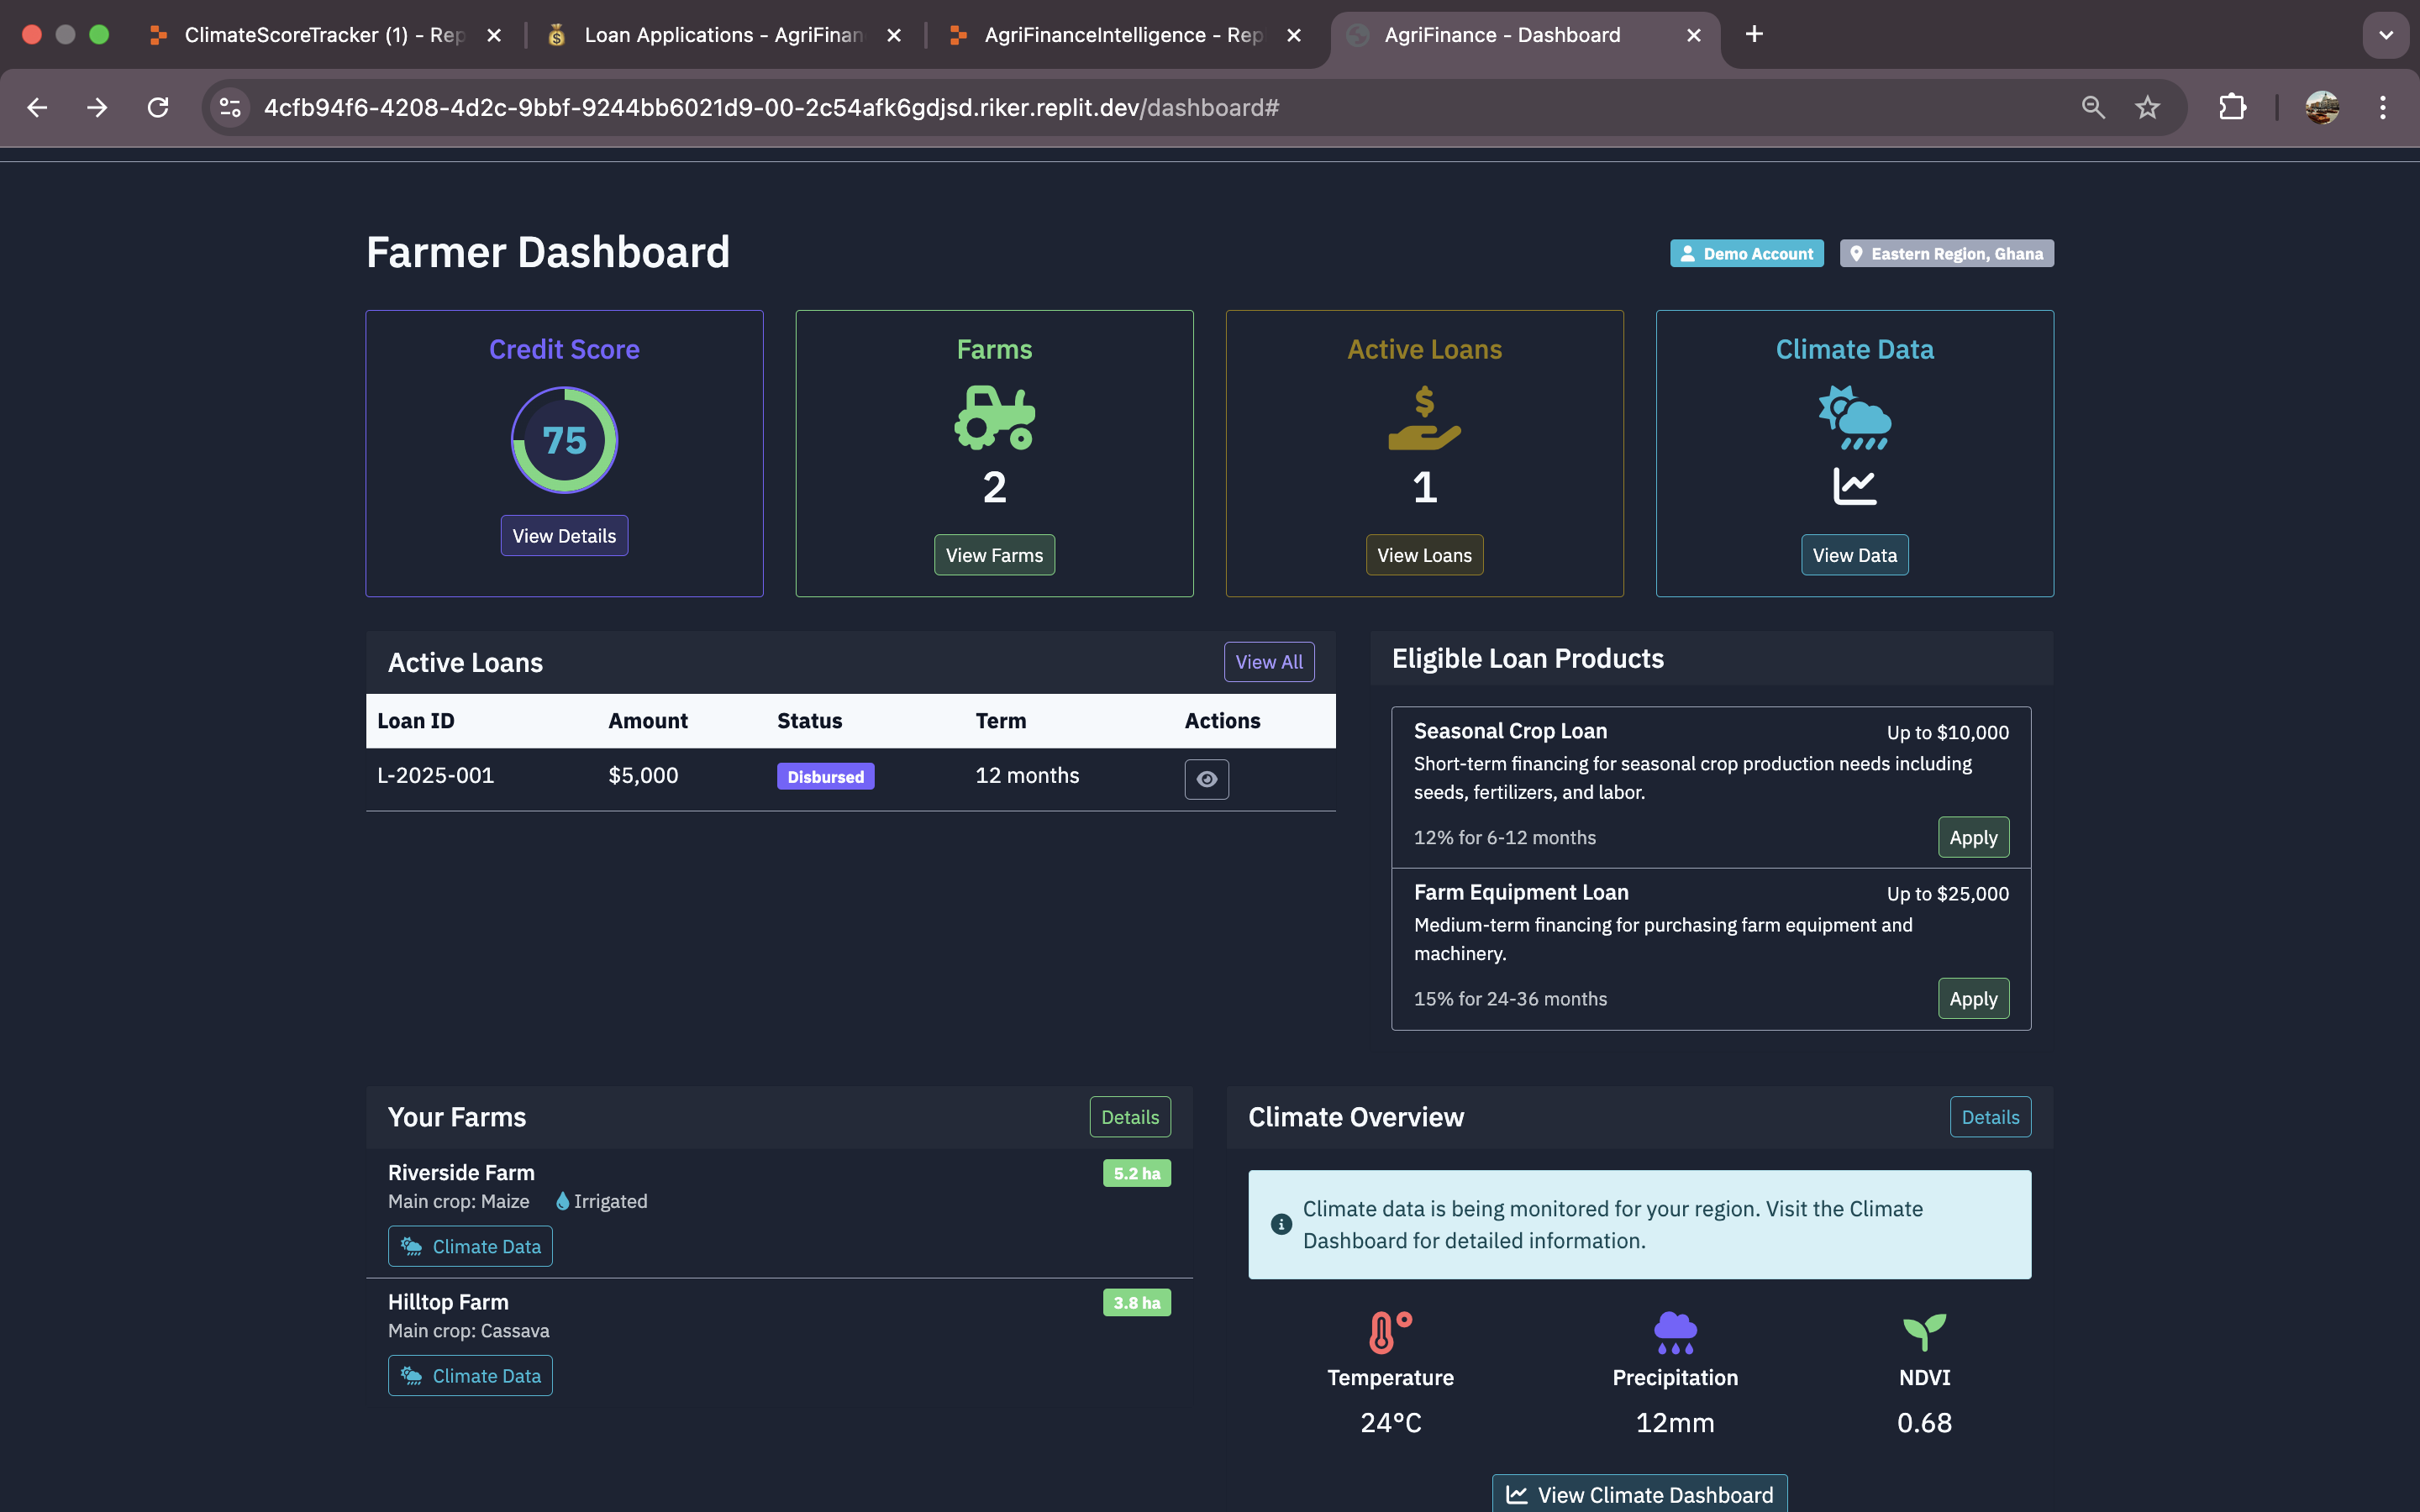 ClimateScoreTracker (1) - Rep
Loan Applications - AgriFinan
AgriFinanceIntelligence - Rep
AgriFinance - Dashboard
4cfb94f6-4208-4d2c-9bbf-9244bb6021d9-00-2c54afk6gdjsd.riker.replit.dev/dashboard#
Farmer Dashboard
Demo Account
Eastern Region, Ghana
Credit Score
75
View Details
Farms
2
View Farms
Active Loans
1
View Loans
Climate Data
View Data
Active Loans
View All
Loan ID Amount Status Term Actions
L-2025-001 $5,000 Disbursed 12 months
Eligible Loan Products
Seasonal Crop Loan Up to $10,000
Short-term financing for seasonal crop production needs including
seeds, fertilizers, and labor.
12% for 6-12 months Apply
Farm Equipment Loan Up to $25,000
Medium-term financing for purchasing farm equipment and
machinery.
15% for 24-36 months Apply
Your Farms Details
Riverside Farm 5.2 ha
Main crop: Maize Irrigated
Climate Data
Hilltop Farm 3.8 ha
Main crop: Cassava
Climate Data
Climate Overview Details
Climate data is being monitored for your region. Visit the Climate
Dashboard for detailed information.
Temperature Precipitation NDVI
24°C 12mm 0.68
View Climate Dashboard